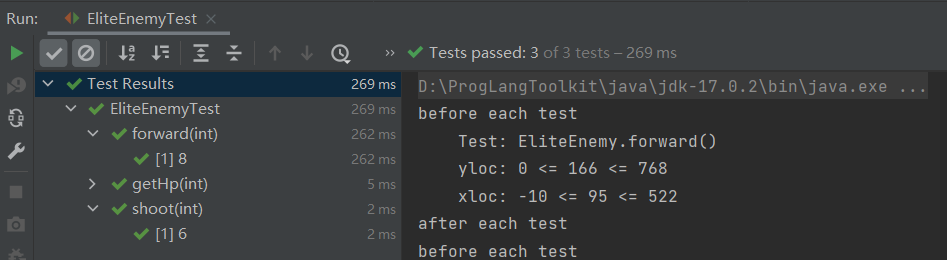 Run: EliteEnemyTest ×
» Tests passed: 3 of 3 tests – 269 ms
Test Results 269 ms
EliteEnemyTest 269 ms
forward(int) 262 ms
[1] 8 262 ms
getHp(int) 5 ms
shoot(int) 2 ms
[1] 6 2 ms
D:\ProgLangToolkit\java\jdk-17.0.2\bin\java.exe ...
before each test
Test: EliteEnemy.forward()
yloc: 0 <= 166 <= 768
xloc: -10 <= 95 <= 522
after each test
before each test